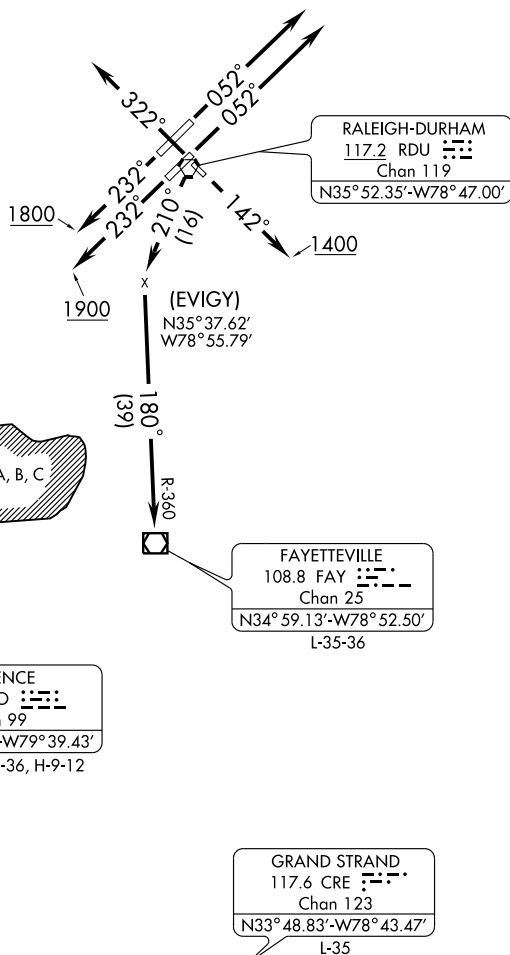 052°
052°
322°
232°
232°
210°
(16)
142°
1800
1900
1400
RALEIGH-DURHAM
117.2 RDU
Chan 119
N35°52.35'-W78°47.00'
X
(EVIGY)
N35°37.62'
W78°55.79'
180°
(39)
R-360
A, B, C
FAYETTEVILLE
108.8 FAY
Chan 25
N34°59.13'-W78°52.50'
L-35-36
ENCE
O
99
-W79°39.43'
-36, H-9-12
GRAND STRAND
117.6 CRE
Chan 123
N33°48.83'-W78°43.47'
L-35